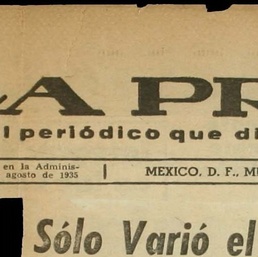 A PR
l periódico que di
en la Adminis-
agosto de 1935
MEXICO, D. F., M
Sólo Varió el